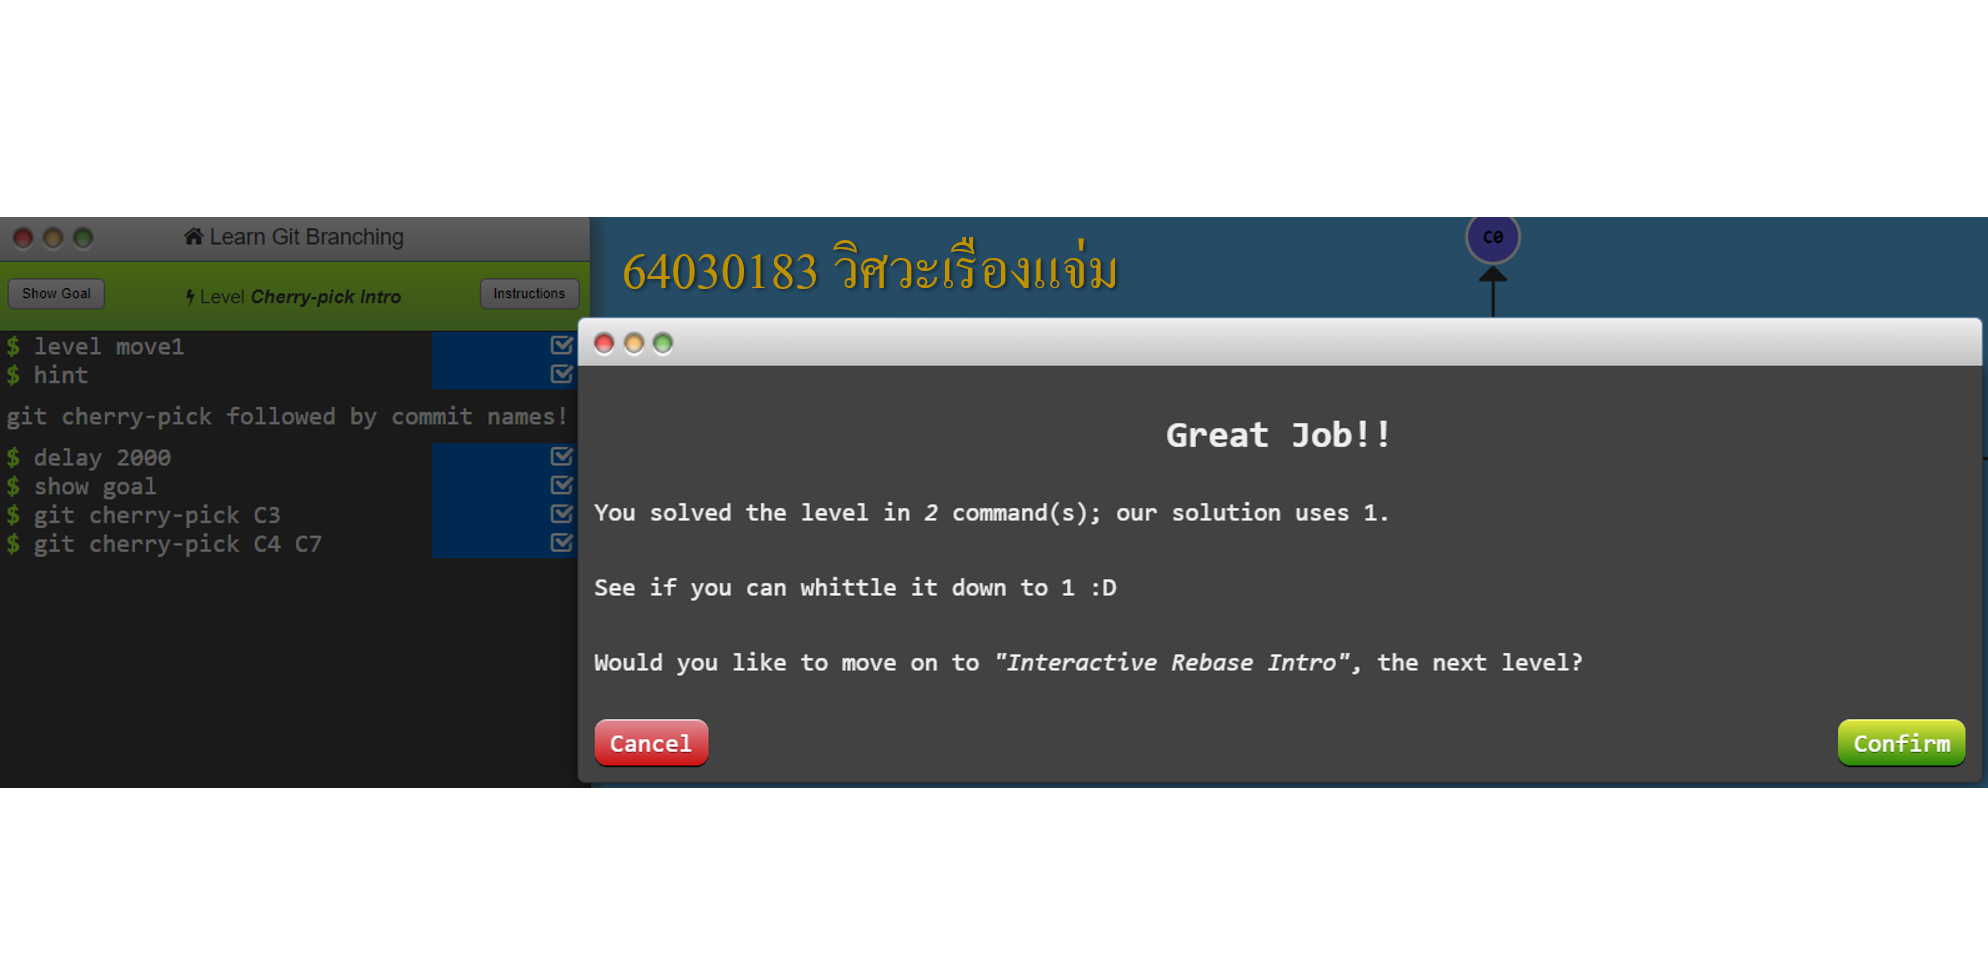 Learn Git Branching
Show Goal
Level Cherry-pick Intro
Instructions
$ level move1
$ hint
git cherry-pick followed by commit names!
$ delay 2000
$ show goal
$ git cherry-pick C3
$ git cherry-pick C4 C7
64030183 วิศวะเรืองแจ่ม
C0
Great Job!!
You solved the level in 2 command(s); our solution uses 1.
See if you can whittle it down to 1 :D
Would you like to move on to "Interactive Rebase Intro", the next level?
Cancel
Confirm